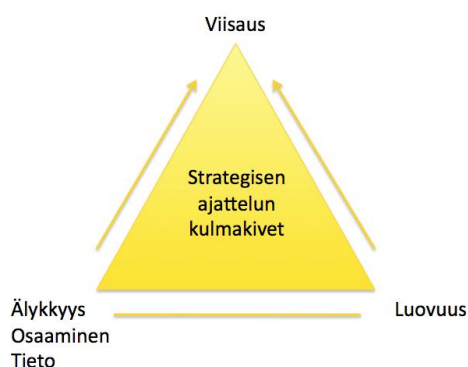 Viisaus
Strategisen
ajattelun
kulmakivet
Älykkyys
Osaaminen
Tieto
Luovuus